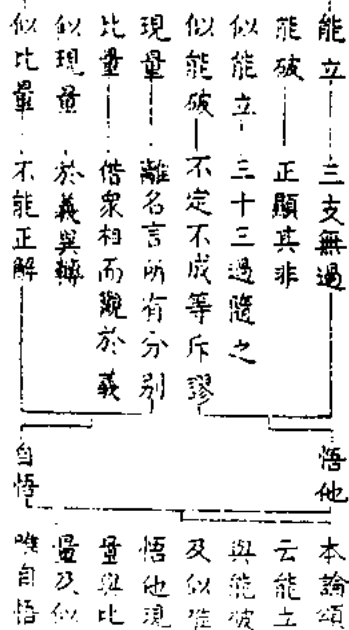 能立 三支無過
能破 正顯其非
似能立 三十三過隨之
似能破 不定不成等斥謬
現量 離名言所有分別
比量 借衆相而觀於義
似現量 於義異轉
似比量 不能正解
悟他
自悟
本論頌
云能立
與能破
及似唯
悟他現
量與比
量及似
唯自悟